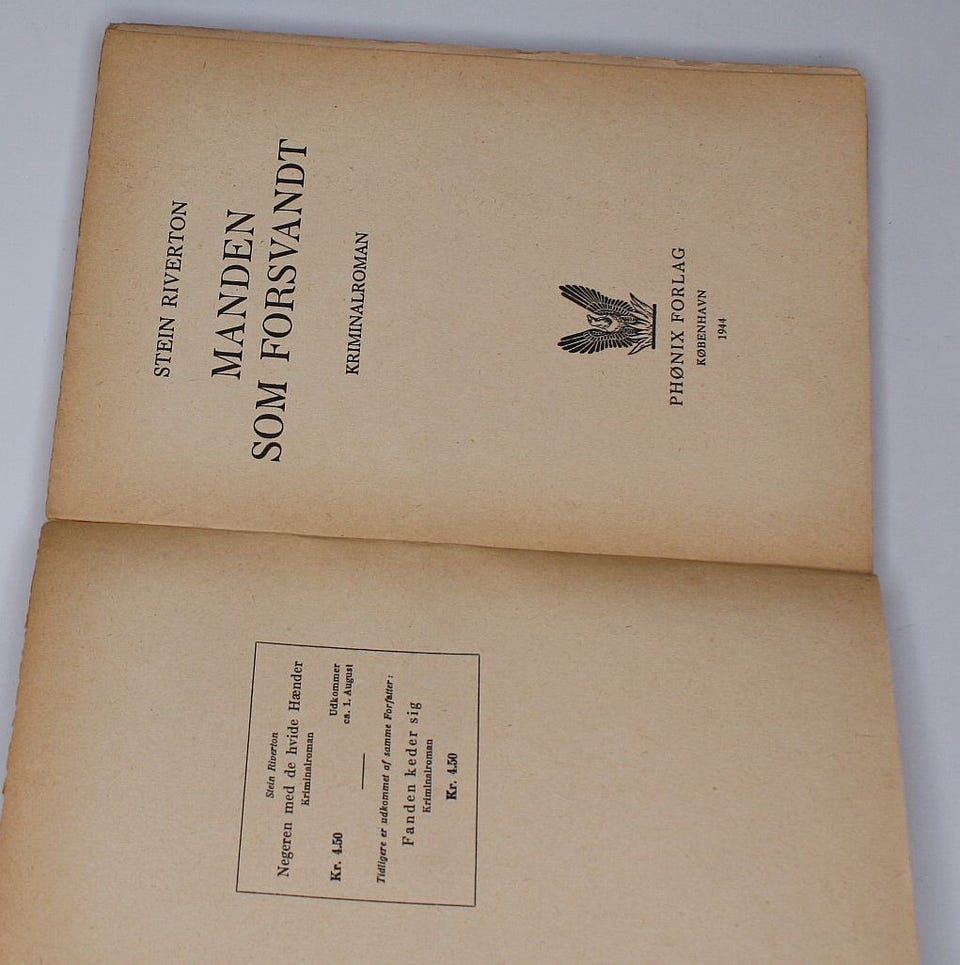 Stein Riverton
Negeren med de hvide Hænder
Kriminalroman
Kr. 4.50 Udkommer
ca. 1. August
Tidligere er udkommet af samme Forfatter:
Fanden keder sig
Kriminalroman
Kr. 4.50
STEIN RIVERTON
MANDEN
SOM FORSVANDT
KRIMINALROMAN
PHØNIX FORLAG
KØBENHAVN
1944